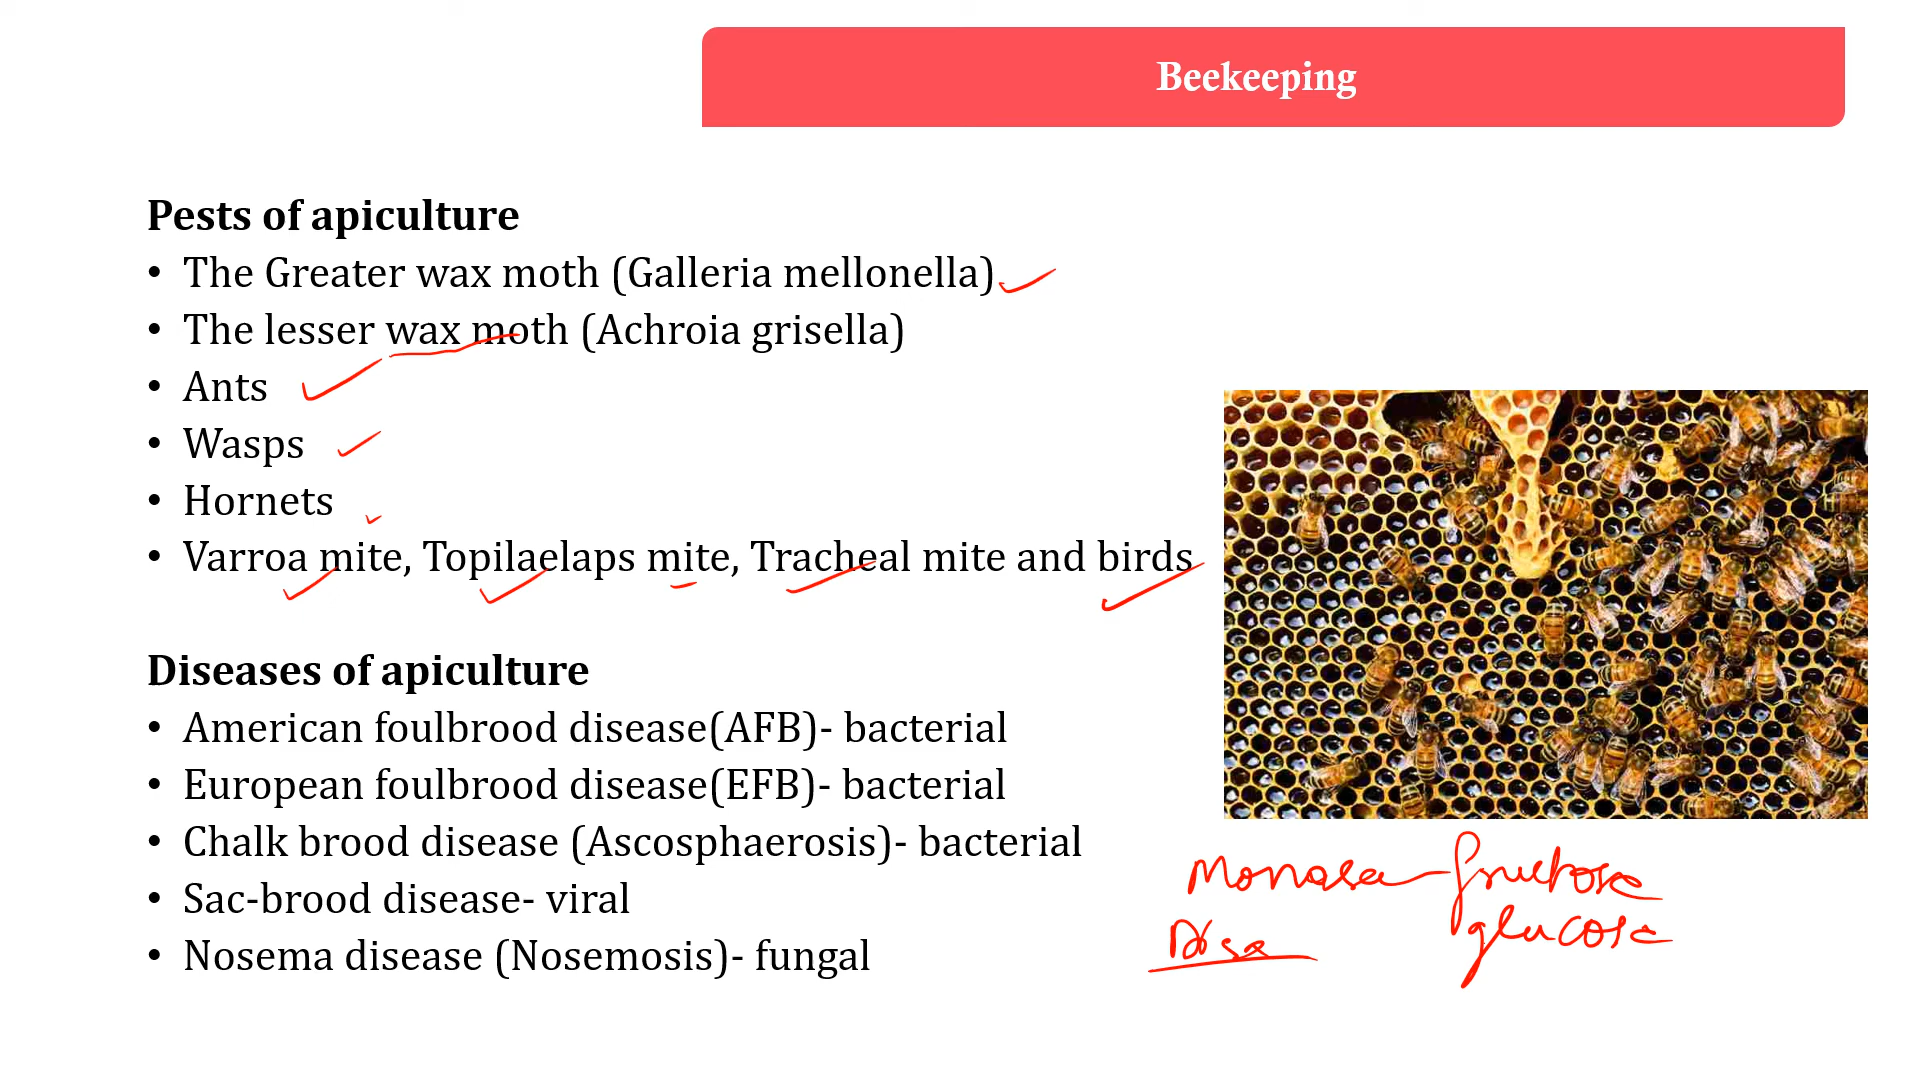 Beekeeping
Pests of apiculture
• The Greater wax moth (Galleria mellonella)
• The lesser wax moth (Achroia grisella)
• Ants
• Wasps
• Hornets
• Varroa mite, Topilaelaps mite, Tracheal mite and birds
Diseases of apiculture
• American foulbrood disease(AFB)- bacterial
• European foulbrood disease(EFB)- bacterial
• Chalk brood disease (Ascosphaerosis)- bacterial
• Sac-brood disease- viral
• Nosema disease (Nosemosis)- fungal
fructose
glucose